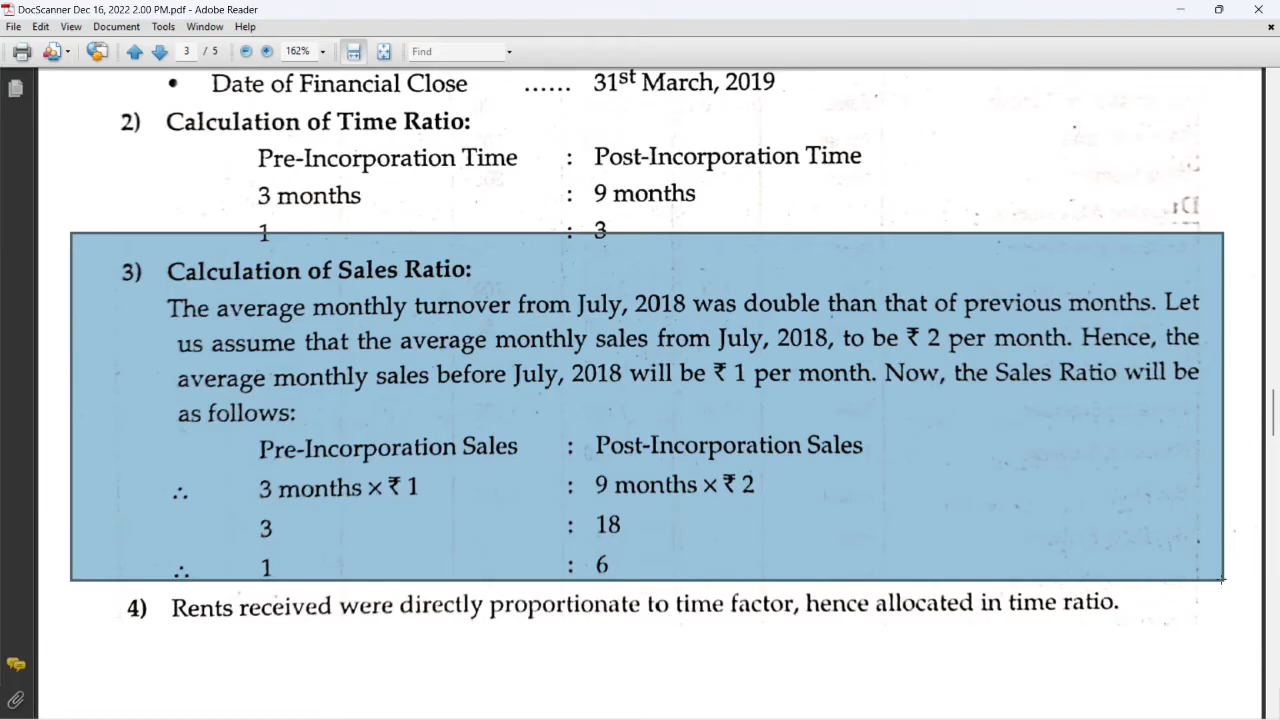 DocScanner Dec 16, 2022 2.00 PM.pdf - Adobe Reader
File Edit View Document Tools Window Help
3 / 5 162% Find
• Date of Financial Close ...... 31st March, 2019
2) Calculation of Time Ratio:
Pre-Incorporation Time : Post-Incorporation Time
3 months : 9 months
1 : 3
3) Calculation of Sales Ratio:
The average monthly turnover from July, 2018 was double than that of previous months. Let
us assume that the average monthly sales from July, 2018, to be ₹ 2 per month. Hence, the
average monthly sales before July, 2018 will be ₹ 1 per month. Now, the Sales Ratio will be
as follows:
Pre-Incorporation Sales : Post-Incorporation Sales
∴ 3 months × ₹ 1 : 9 months × ₹ 2
3 : 18
∴ 1 : 6
4) Rents received were directly proportionate to time factor, hence allocated in time ratio.